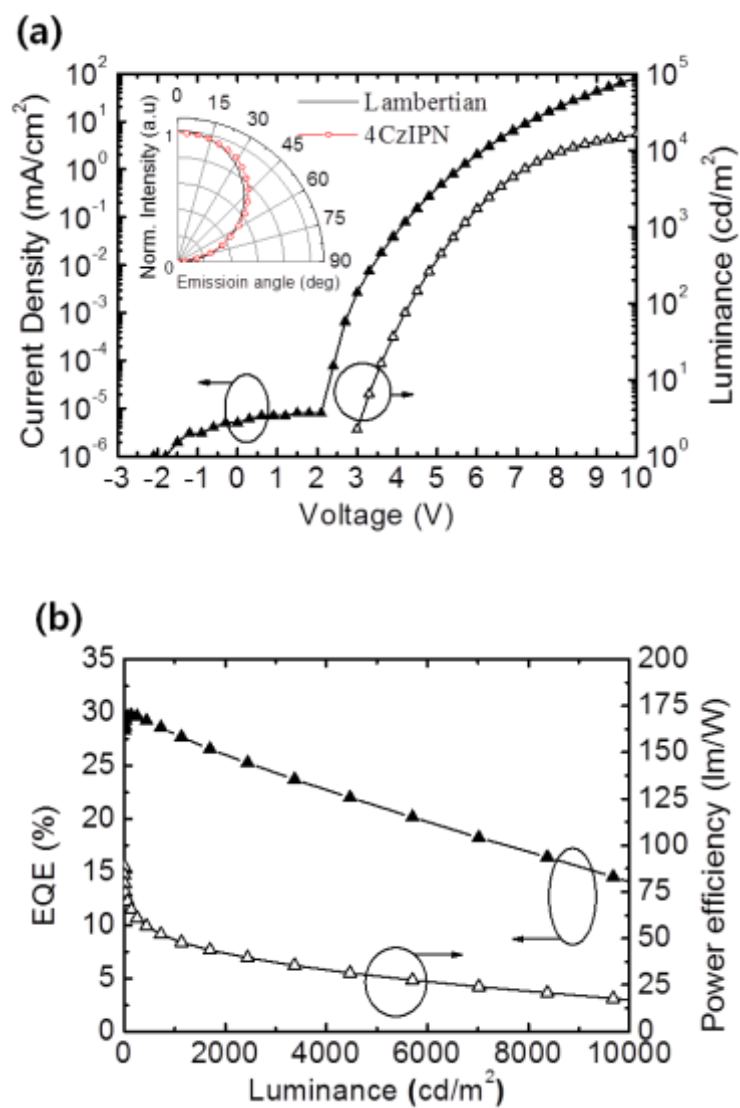 (a)
Current Density (mA/cm²)
10² 10¹ 10⁰ 10⁻¹ 10⁻² 10⁻³ 10⁻⁴ 10⁻⁵ 10⁻⁶
Norm. Intensity (a.u)
1
0
0 15 30 45 60 75 90
Emissioin angle (deg)
Lambertian
4CzIPN
10⁵ 10⁴ 10³ 10² 10¹ 10⁰
Luminance (cd/m²)
-3 -2 -1 0 1 2 3 4 5 6 7 8 9 10
Voltage (V)
(b)
EQE (%)
35 30 25 20 15 10 5 0
200 175 150 125 100 75 50 25 0
Power efficiency (lm/W)
0 2000 4000 6000 8000 10000
Luminance (cd/m²)